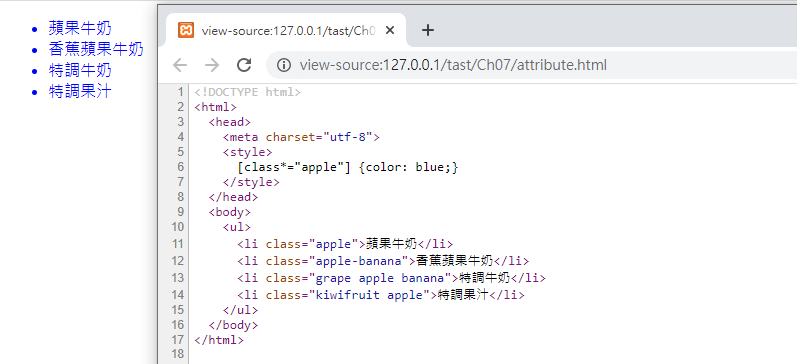 蘋果牛奶
香蕉蘋果牛奶
特調牛奶
特調果汁
view-source:127.0.0.1/tast/Ch0
view-source:127.0.0.1/tast/Ch07/attribute.html
1 <!DOCTYPE html>
2 <html>
3 <head>
4 <meta charset="utf-8">
5 <style>
6 [class*="apple"] {color: blue;}
7 </style>
8 </head>
9 <body>
10 <ul>
11 <li class="apple">蘋果牛奶</li>
12 <li class="apple-banana">香蕉蘋果牛奶</li>
13 <li class="grape apple banana">特調牛奶</li>
14 <li class="kiwifruit apple">特調果汁</li>
15 </ul>
16 </body>
17 </html>
18